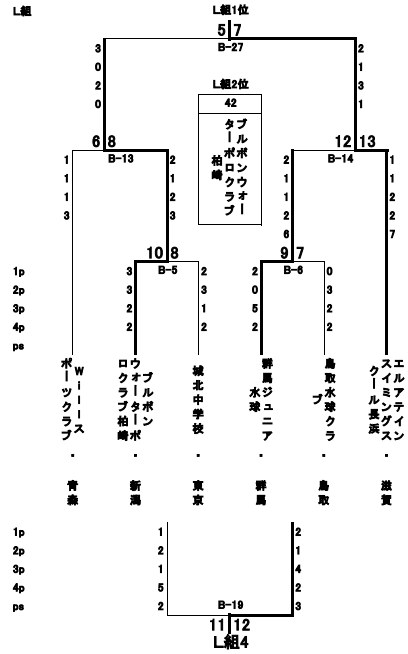 L組
L組1位
5 7
B-27
3
0
2
0
2
0
3
1
L組2位
42
ブルボンウォー
ターポロクラブ
柏崎
6 8
B-13
12 13
B-14
1
1
1
3
2
1
2
3
2
1
1
2
6
1
1
2
2
7
10 8
B-5
9 7
B-6
1p
2p
3p
4p
ps
3
3
2
2
2
3
1
2
2
0
5
2
0
3
2
2
Willース
ポーツクラブ
ブルボン
ウォーターポ
ロクラブ柏崎
城北中学校
群馬ジュニア
水球
鳥取水球クラ
ブ
エルアテイン
スイミングス
クール長浜
・ ・ ・ ・ ・ ・
青森
新潟
東京
群馬
鳥取
滋賀
1p
2p
3p
4p
ps
1
2
1
5
2
2
1
4
2
3
B-19
11 12
L組4